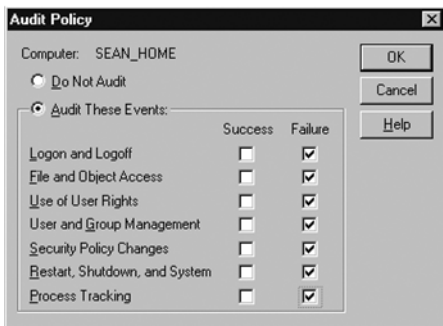 Audit Policy
Computer: SEAN_HOME
OK
Do Not Audit
Cancel
Audit These Events:
Help
Success Failure
Logon and Logoff
File and Object Access
Use of User Rights
User and Group Management
Security Policy Changes
Restart, Shutdown, and System
Process Tracking